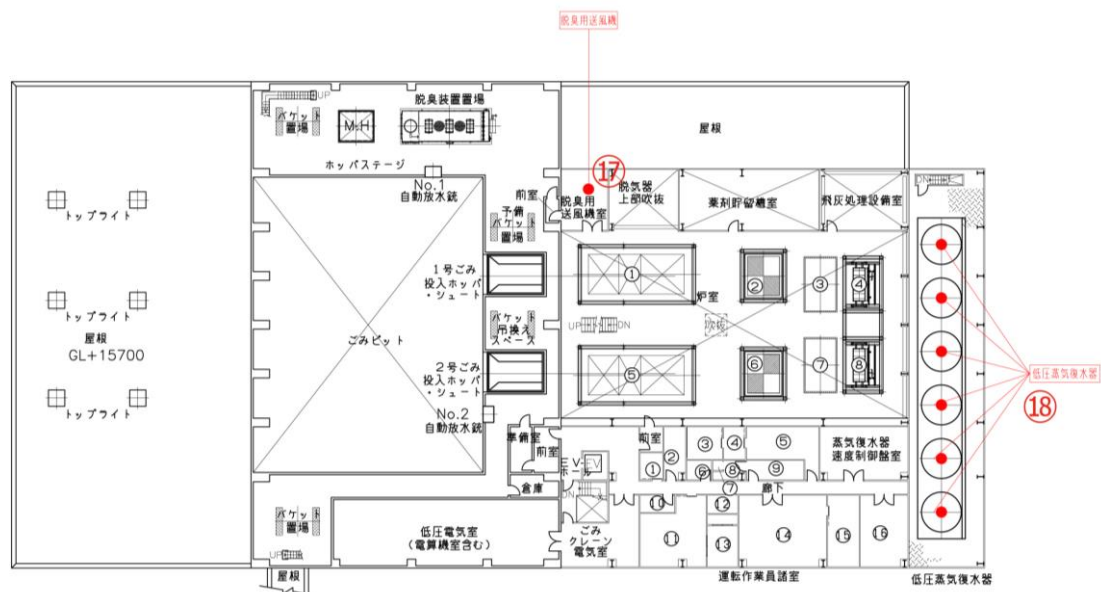 脱臭用送風機
脱臭装置置場
UP
バケット
置場
M.H
ホッパステージ
No.1
自動放水銃
前室
予備
バケット
置場
脱臭用
送風機室
⑰
脱気器
上部吹抜
薬剤貯留槽室
飛灰処理設備室
屋根
DN
トップライト
トップライト
トップライト
屋根
GL+15700
ごみピット
1号ごみ
投入ホッパ
・シュート
バケット
吊換え
スペース
2号ごみ
投入ホッパ
・シュート
No.2
自動放水銃
①
②
③
④
炉室
UP
DN
吹抜
⑤
⑥
⑦
⑧
低圧蒸気復水器
⑱
準備室
前室
倉庫
EV
ホール
EV
DN
前室
①
②
③
④
⑤
⑥
⑧
⑨
⑦
廊下
蒸気復水器
速度制御盤室
バケット
置場
UP
屋根
低圧電気室
(電算機室含む)
ごみ
クレーン
電気室
⑩
⑪
⑫
⑬
⑭
⑮
⑯
運転作業員諸室
低圧蒸気復水器